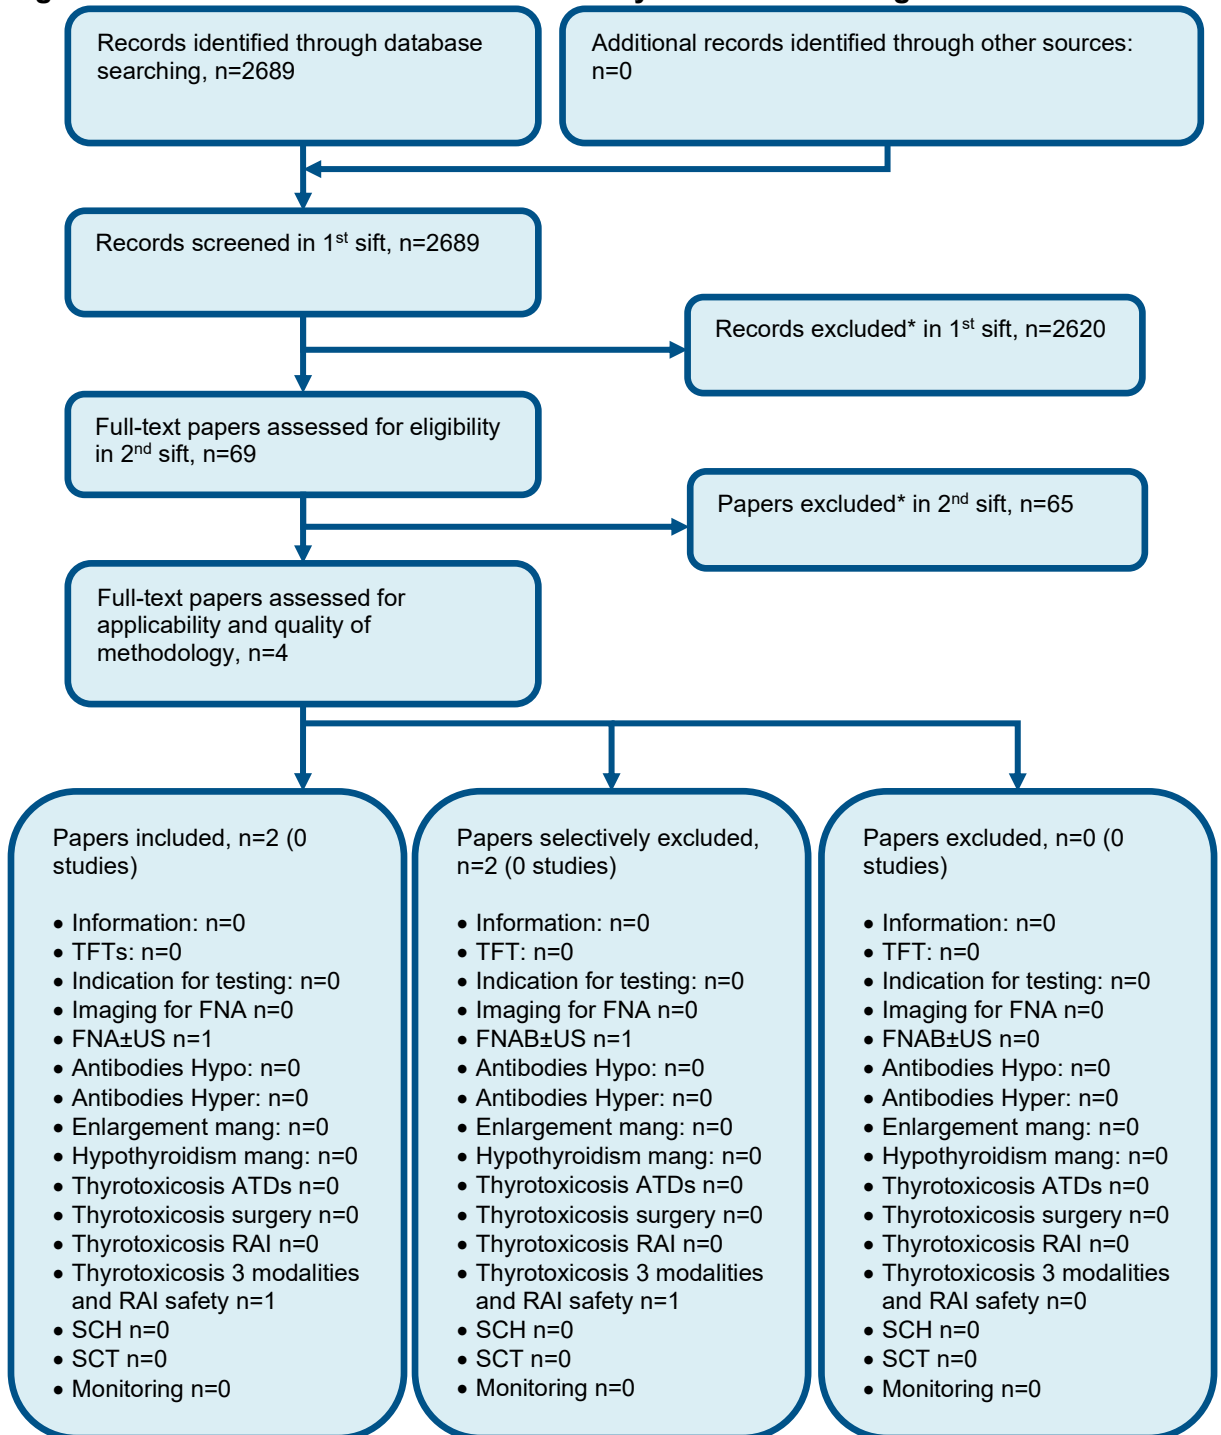 Records identified through database
searching, n=2689
Additional records identified through other sources:
n=0
Records screened in 1st sift, n=2689
Records excluded* in 1st sift, n=2620
Full-text papers assessed for eligibility
in 2nd sift, n=69
Papers excluded* in 2nd sift, n=65
Full-text papers assessed for
applicability and quality of
methodology, n=4
Papers included, n=2 (0
studies)
• Information: n=0
• TFTs: n=0
• Indication for testing: n=0
• Imaging for FNA n=0
• FNA±US n=1
• Antibodies Hypo: n=0
• Antibodies Hyper: n=0
• Enlargement mang: n=0
• Hypothyroidism mang: n=0
• Thyrotoxicosis ATDs n=0
• Thyrotoxicosis surgery n=0
• Thyrotoxicosis RAI n=0
• Thyrotoxicosis 3 modalities
and RAI safety n=1
• SCH n=0
• SCT n=0
• Monitoring n=0
Papers selectively excluded,
n=2 (0 studies)
• Information: n=0
• TFT: n=0
• Indication for testing: n=0
• Imaging for FNA: n=0
• FNAB±US: n=1
• Antibodies Hypo: n=0
• Antibodies Hyper: n=0
• Enlargement mang: n=0
• Hypothyroidism mang: n=0
• Thyrotoxicosis ATDs: n=0
• Thyrotoxicosis surgery n=0
• Thyrotoxicosis RAI n=0
• Thyrotoxicosis 3 modalities
and RAI safety n=1
• SCH n=0
• SCT n=0
• Monitoring n=0
Papers excluded, n=0 (0
studies)
• Information: n=0
• TFT: n=0
• Indication for testing: n=0
• Imaging for FNA: n=0
• FNAB±US: n=0
• Antibodies Hypo: n=0
• Antibodies Hyper: n=0
• Enlargement mang: n=0
• Hypothyroidism mang: n=0
• Thyrotoxicosis ATDs: n=0
• Thyrotoxicosis surgery n=0
• Thyrotoxicosis RAI n=0
• Thyrotoxicosis 3 modalities
and RAI safety n=0
• SCH n=0
• SCT n=0
• Monitoring n=0